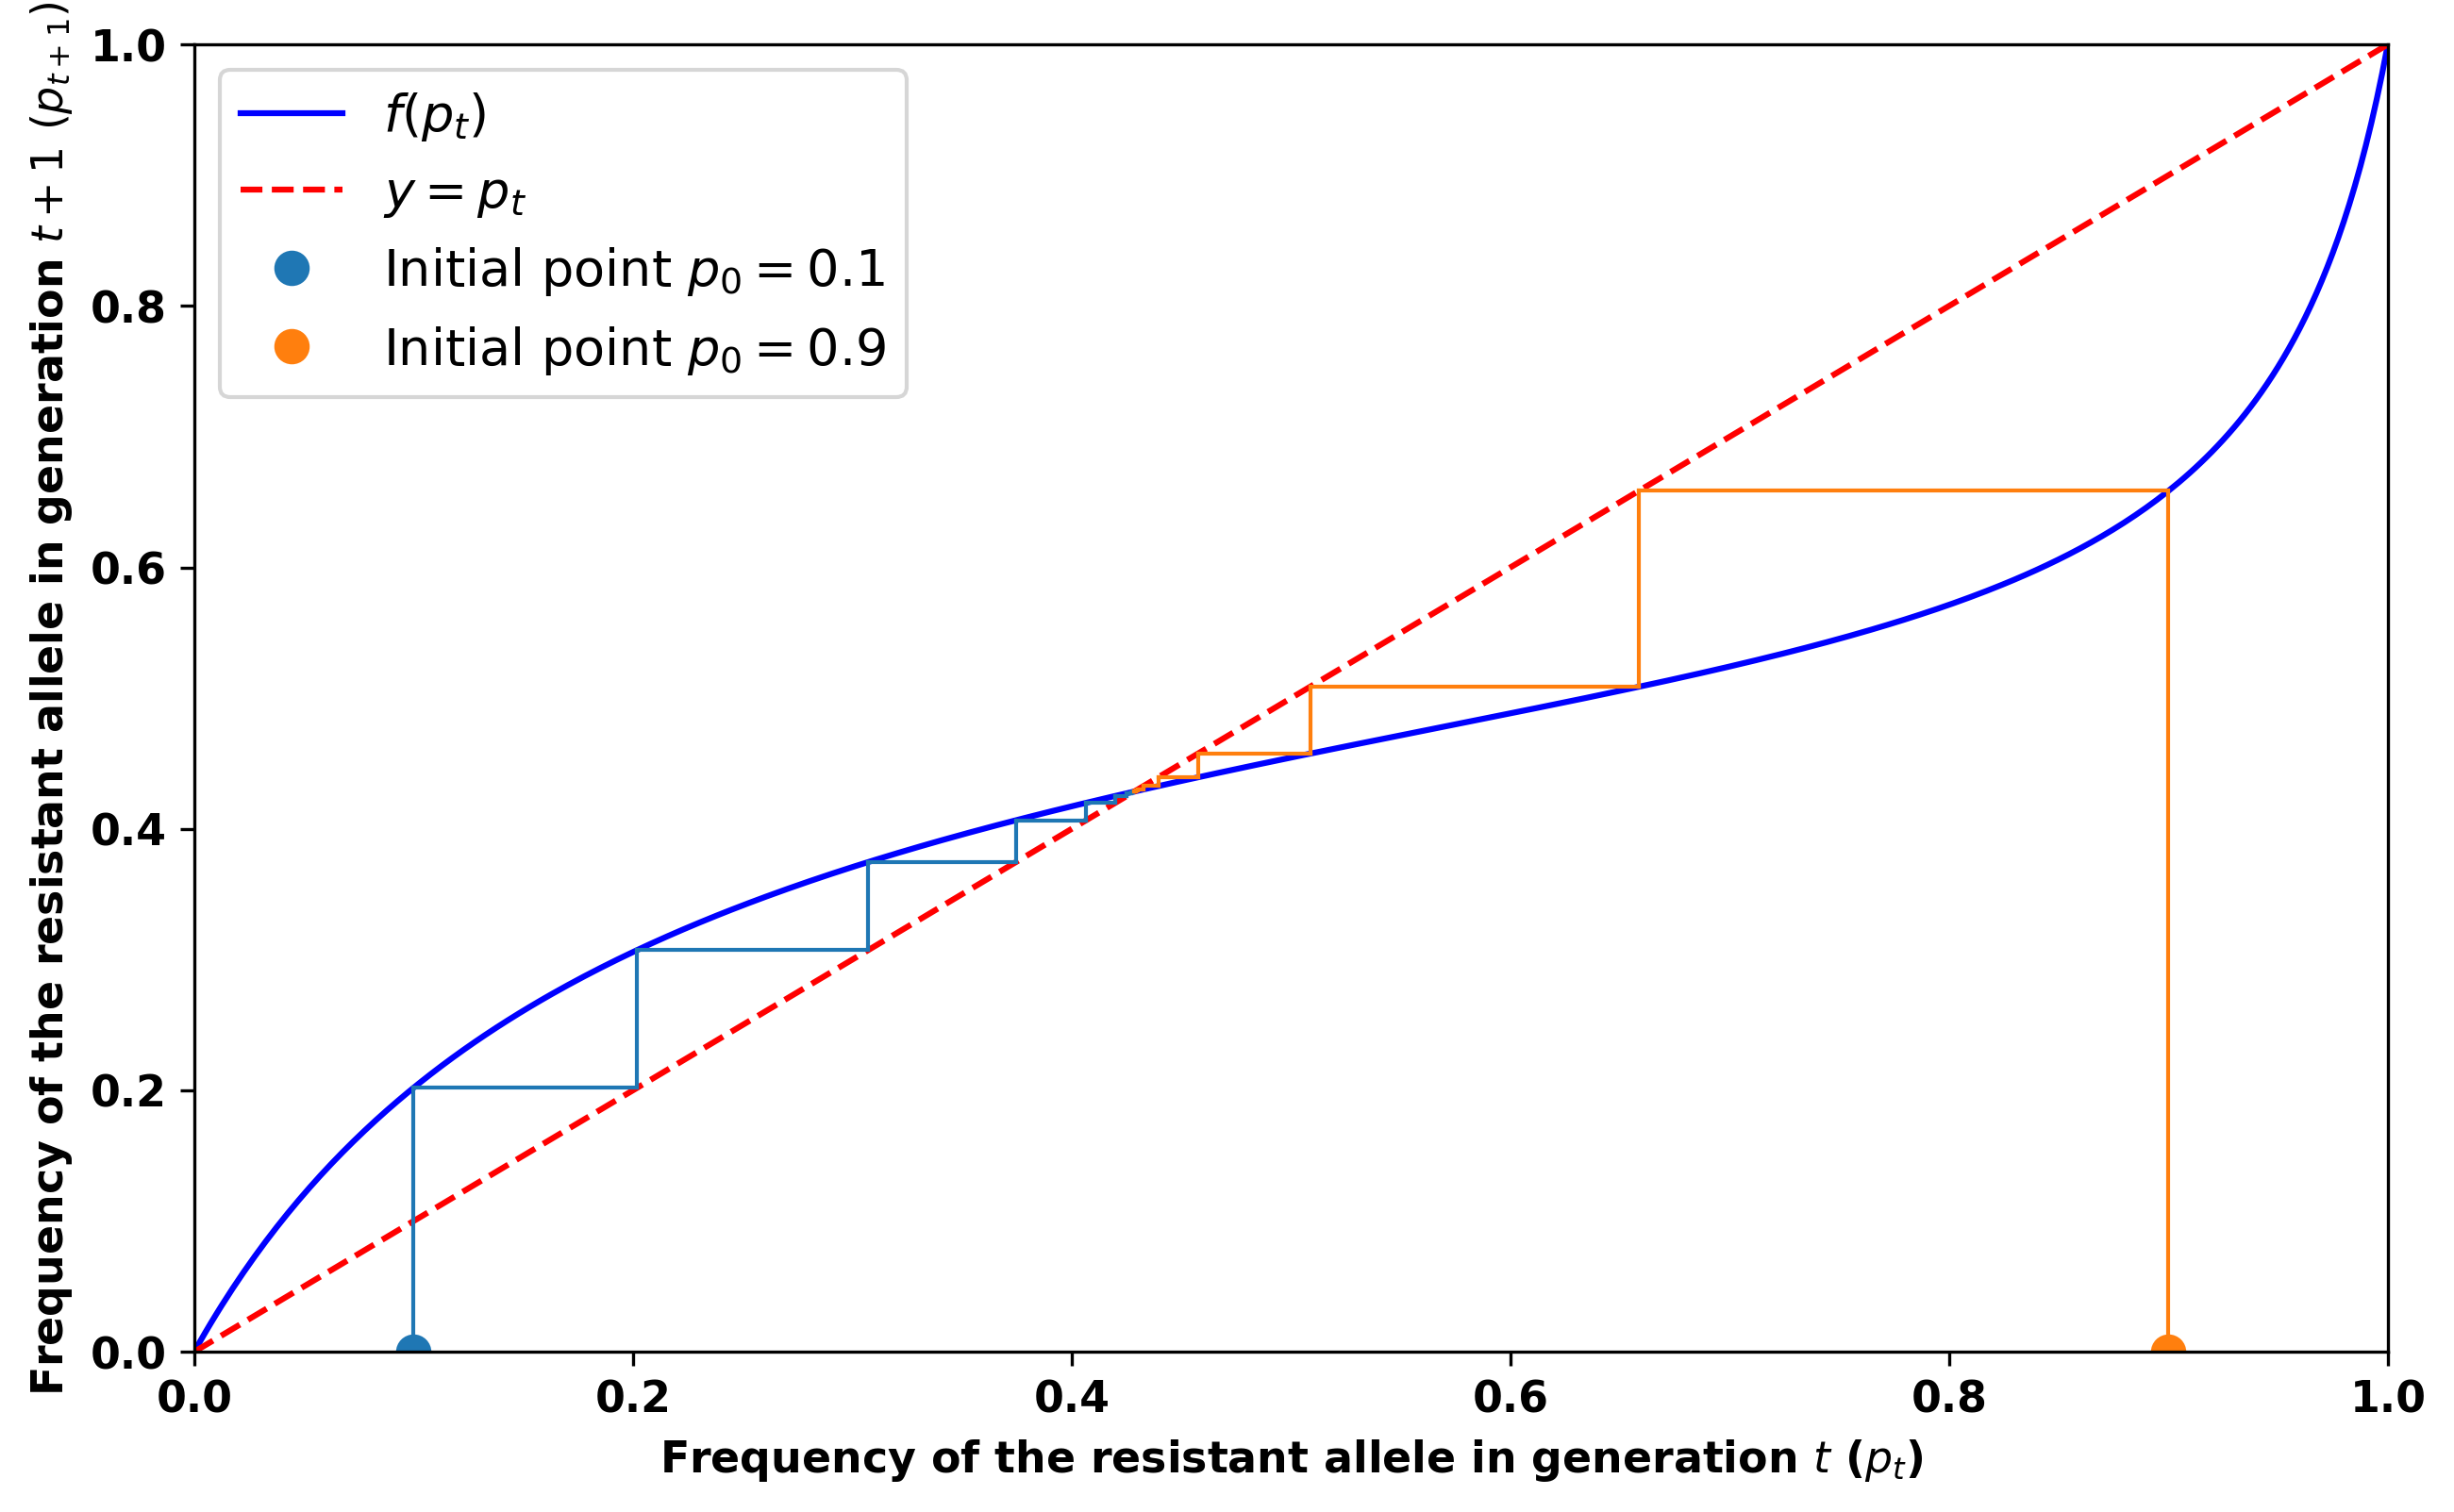 Frequency of the resistant allele in generation t + 1 (p_{t+1})
1.0
0.8
0.6
0.4
0.2
0.0
f(p_t)
y = p_t
Initial point p_0 = 0.1
Initial point p_0 = 0.9
0.0 0.2 0.4 0.6 0.8 1.0
Frequency of the resistant allele in generation t (p_t)